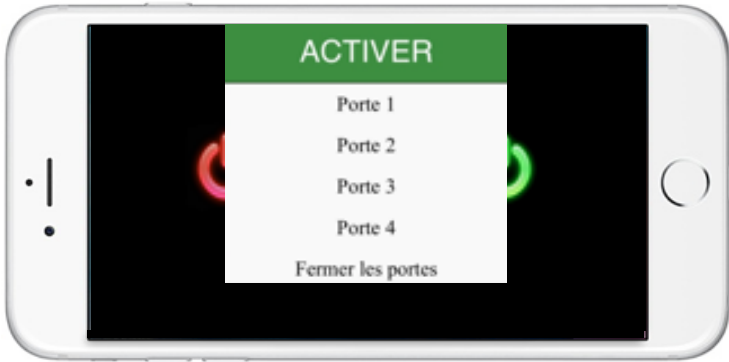 ACTIVER
Porte 1
Porte 2
Porte 3
Porte 4
Fermer les portes